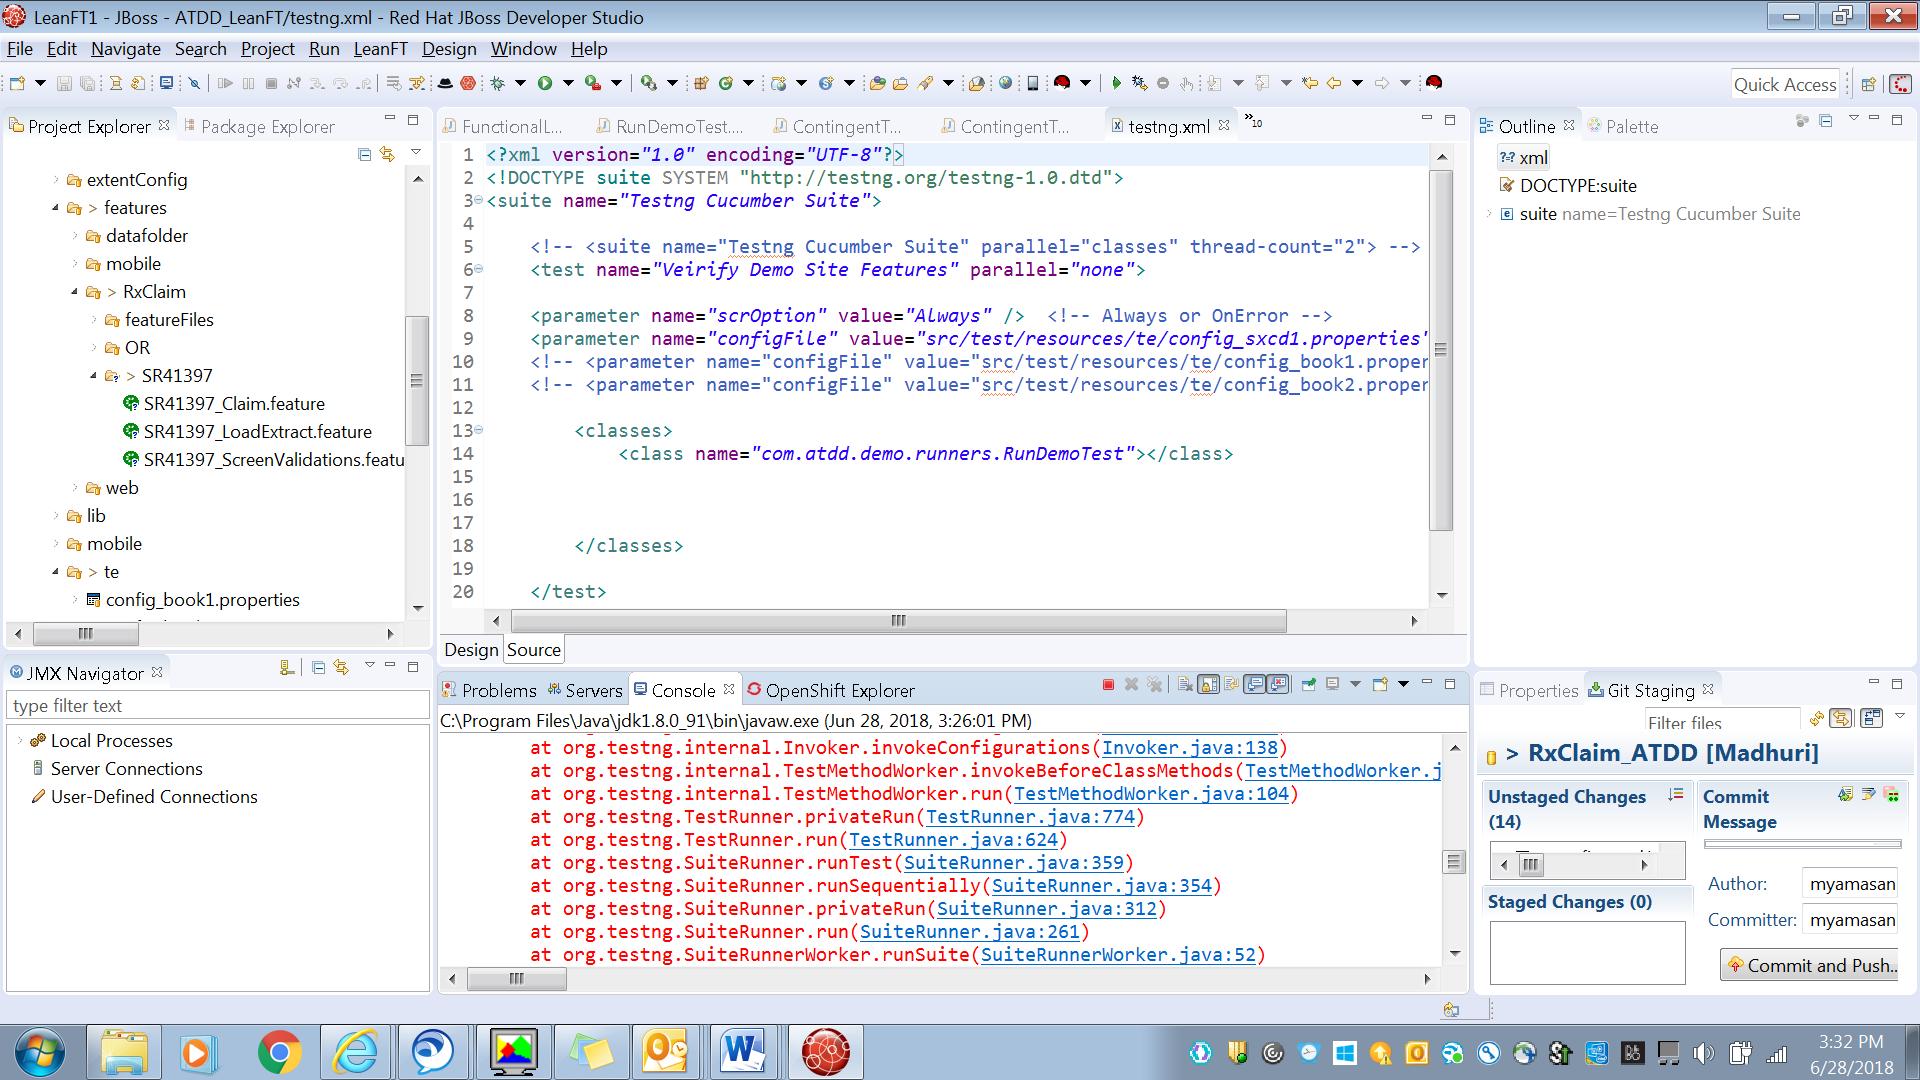 LeanFT1 - JBoss - ATDD_LeanFT/testng.xml - Red Hat JBoss Developer Studio
File Edit Navigate Search Project Run LeanFT Design Window Help
Quick Access
Project Explorer
Package Explorer
extentConfig
> features
datafolder
mobile
> RxClaim
featureFiles
OR
> SR41397
SR41397_Claim.feature
SR41397_LoadExtract.feature
SR41397_ScreenValidations.featu
web
lib
mobile
> te
config_book1.properties
FunctionalL...
RunDemoTest....
ContingentT...
ContingentT...
testng.xml
»10
1 <?xml version="1.0" encoding="UTF-8"?>
2 <!DOCTYPE suite SYSTEM "http://testng.org/testng-1.0.dtd">
3 <suite name="Testng Cucumber Suite">
4
5 <!-- <suite name="Testng Cucumber Suite" parallel="classes" thread-count="2"> -->
6 <test name="Veirify Demo Site Features" parallel="none">
7
8 <parameter name="scrOption" value="Always" /> <!-- Always or OnError -->
9 <parameter name="configFile" value="src/test/resources/te/config_sxcd1.properties"
10 <!-- <parameter name="configFile" value="src/test/resources/te/config_book1.proper
11 <!-- <parameter name="configFile" value="src/test/resources/te/config_book2.proper
12
13 <classes>
14 <class name="com.atdd.demo.runners.RunDemoTest"></class>
15
16
17
18 </classes>
19
20 </test>
Design Source
Outline
Palette
xml
DOCTYPE:suite
suite name=Testng Cucumber Suite
JMX Navigator
type filter text
Local Processes
Server Connections
User-Defined Connections
Problems Servers Console OpenShift Explorer
C:\Program Files\Java\jdk1.8.0_91\bin\javaw.exe (Jun 28, 2018, 3:26:01 PM)
at org.testng.internal.Invoker.invokeConfigurations(Invoker.java:138)
at org.testng.internal.TestMethodWorker.invokeBeforeClassMethods(TestMethodWorker.j
at org.testng.internal.TestMethodWorker.run(TestMethodWorker.java:104)
at org.testng.TestRunner.privateRun(TestRunner.java:774)
at org.testng.TestRunner.run(TestRunner.java:624)
at org.testng.SuiteRunner.runTest(SuiteRunner.java:359)
at org.testng.SuiteRunner.runSequentially(SuiteRunner.java:354)
at org.testng.SuiteRunner.privateRun(SuiteRunner.java:312)
at org.testng.SuiteRunner.run(SuiteRunner.java:261)
at org.testng.SuiteRunnerWorker.runSuite(SuiteRunnerWorker.java:52)
Properties Git Staging
Filter files
> RxClaim_ATDD [Madhuri]
Unstaged Changes
(14)
Staged Changes (0)
Commit
Message
Author: myamasan
Committer: myamasan
Commit and Push..
3:32 PM
6/28/2018